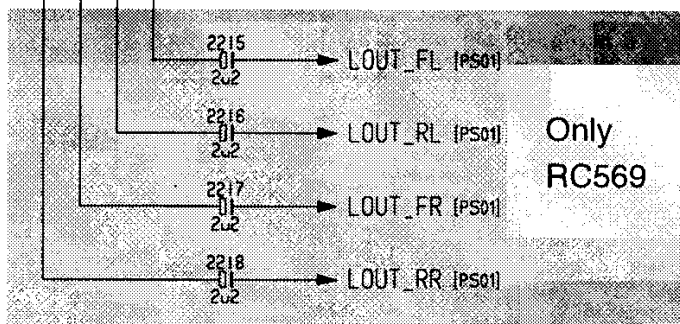 2215
LOUT_FL [PS01]
2u2
2216
LOUT_RL [PS01]
2u2
Only
RC569
2217
LOUT_FR [PS01]
2u2
2218
LOUT_RR [PS01]
2u2